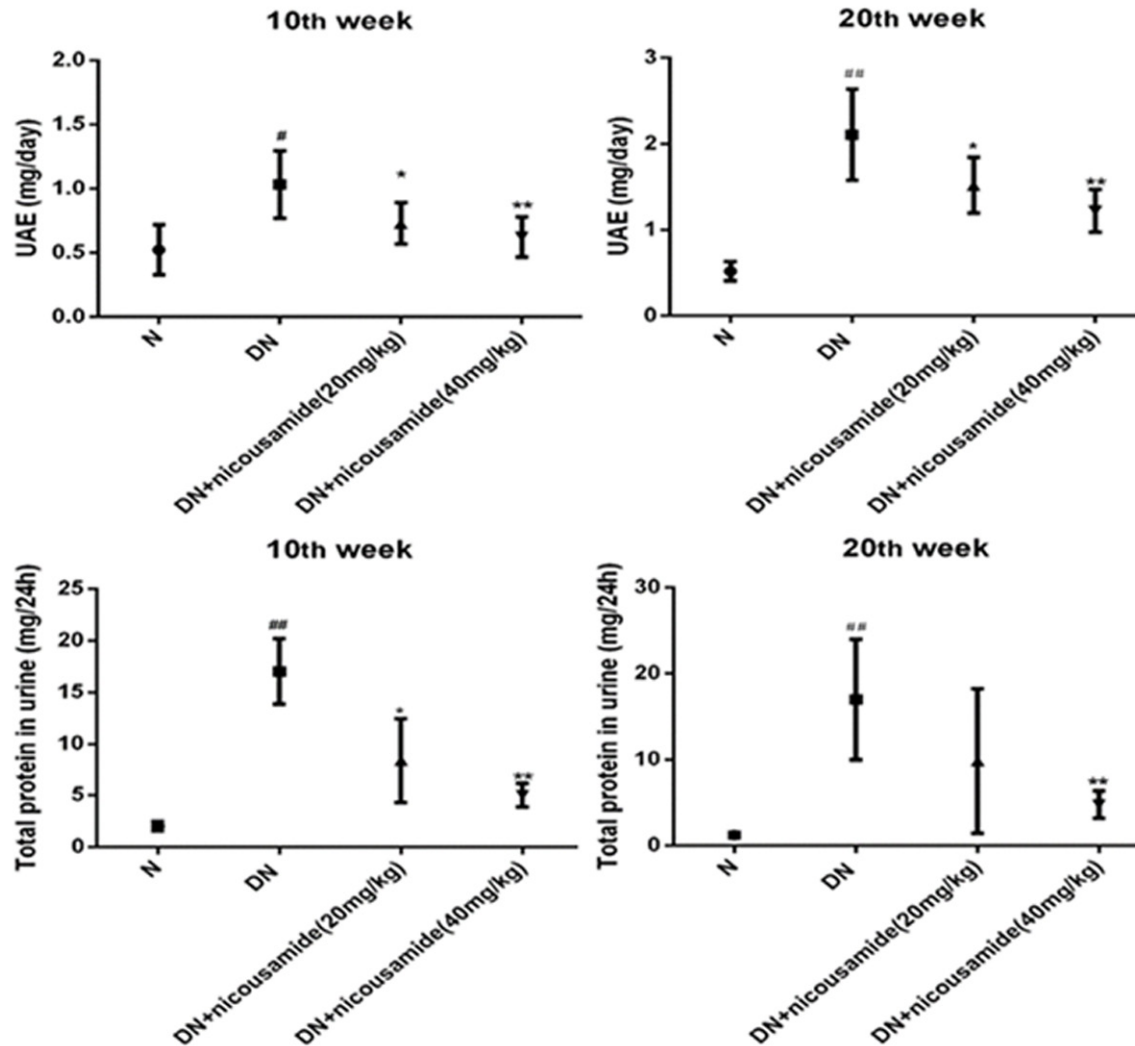 10th week
UAE (mg/day)
2.0
1.5
1.0
0.5
0.0
#
*
**
N
DN
DN+nicousamide(20mg/kg)
DN+nicousamide(40mg/kg)
20th week
UAE (mg/day)
3
2
1
0
##
*
**
N
DN
DN+nicousamide(20mg/kg)
DN+nicousamide(40mg/kg)
10th week
Total protein in urine (mg/24h)
25
20
15
10
5
0
##
*
**
N
DN
DN+nicousamide(20mg/kg)
DN+nicousamide(40mg/kg)
20th week
Total protein in urine (mg/24h)
30
20
10
0
##
**
N
DN
DN+nicousamide(20mg/kg)
DN+nicousamide(40mg/kg)